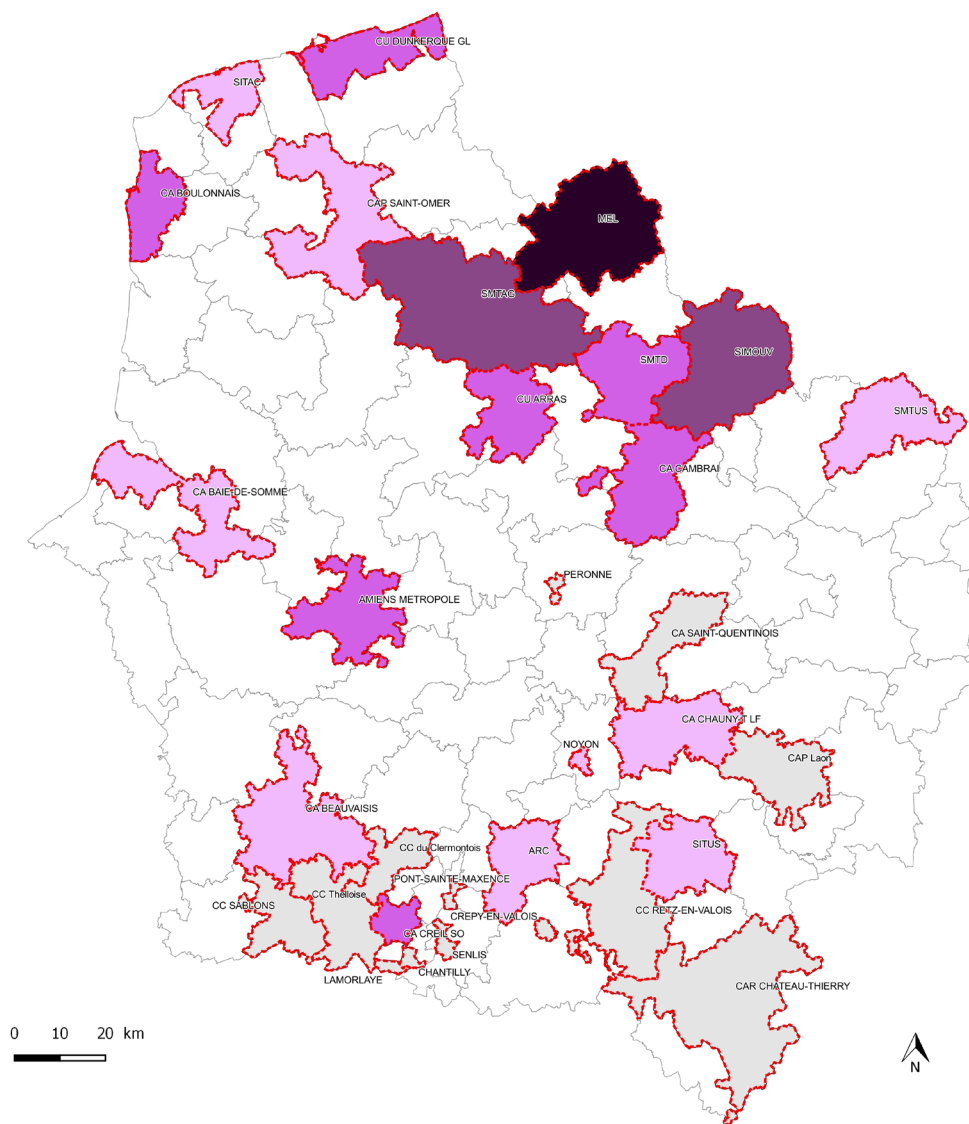 CU DUNKERQUE GL
SITAC
CA BOULONNAIS
CAP SAINT-OMER
MEL
SMTAG
SIMOUV
SMTD
CU ARRAS
SMTUS
CA CAMBRAI
CA BAIE-DE-SOMME
PERONNE
AMIENS METROPOLE
CA SAINT-QUENTINOIS
CA CHAUNY-T LF
NOYON
CAP Laon
CA BEAUVAISIS
CC du Clermontois
ARC
SITUS
PONT-SAINTE-MAXENCE
CC Thelloise
CC SABLONS
CREPY-EN-VALOIS
CC RETZ-EN-VALOIS
CA CREIL SO
SENLIS
CHANTILLY
LAMORLAYE
CAR CHATEAU-THIERRY
0 10 20 km
N